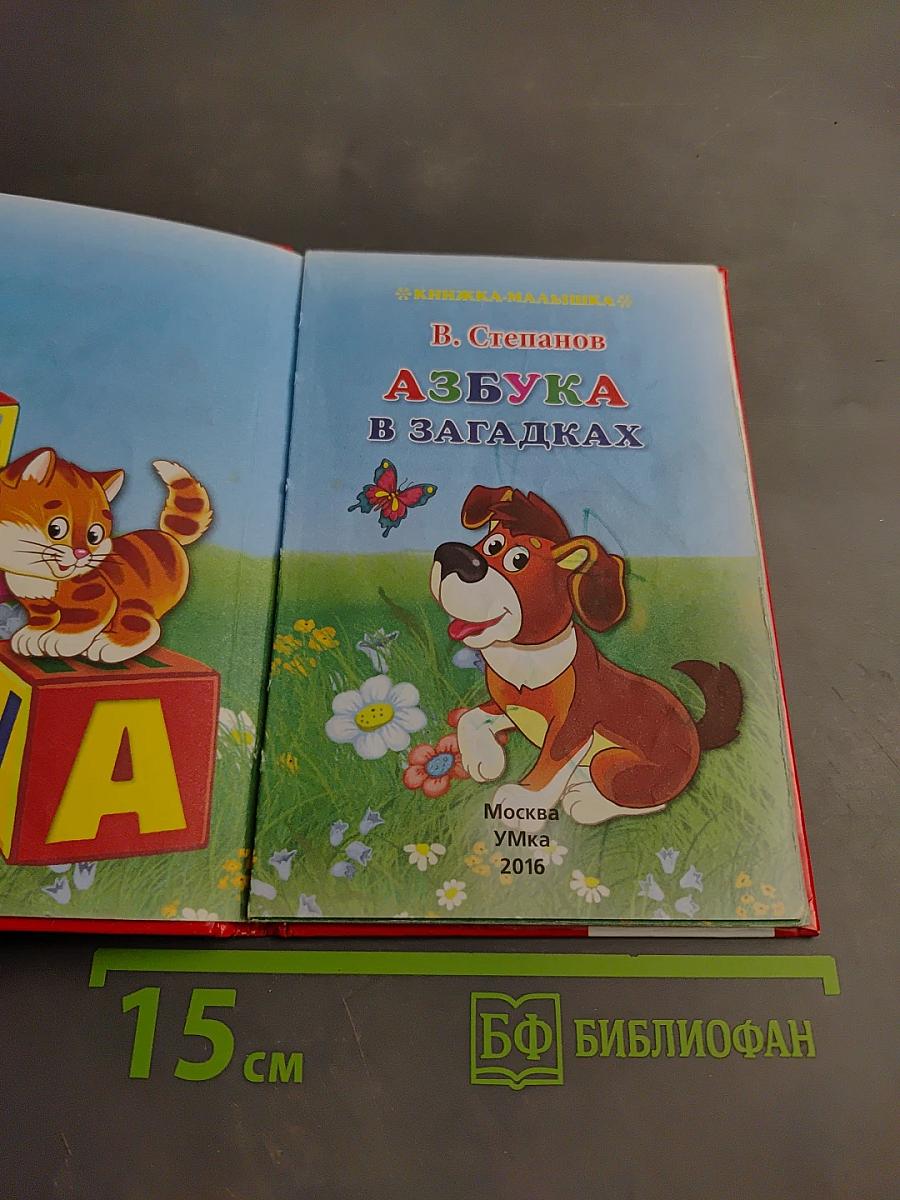 КНИЖКА-МАЛЫШКА
В. Степанов
АЗБУКА
В ЗАГАДКАХ
А
Москва
УМка
2016
15 см
БФ БИБЛИОФАН